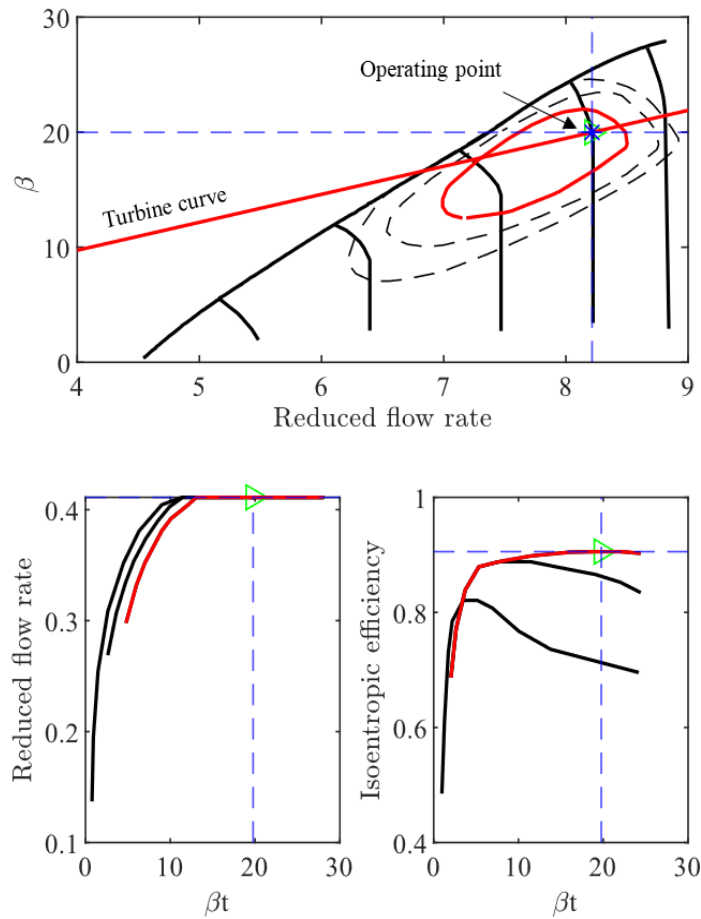 30
Operating point
20
β
Turbine curve
10
0
4 5 6 7 8 9
Reduced flow rate
0.4
0.3
0.2
0.1
Reduced flow rate
0 10 20 30
βt
1
0.8
0.6
0.4
Isoentropic efficiency
0 10 20 30
βt